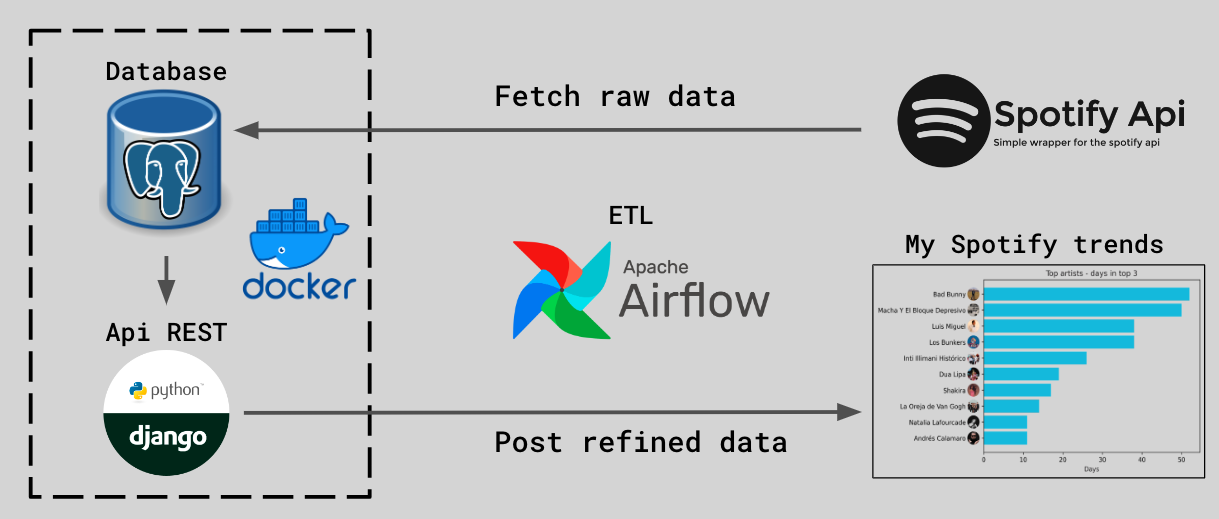 Database
docker
Api REST
python™
django
Fetch raw data
ETL
Apache
Airflow
Post refined data
Spotify Api
Simple wrapper for the spotify api
My Spotify trends
Top artists - days in top 3
Bad Bunny
Macha Y El Bloque Depresivo
Luis Miguel
Los Bunkers
Inti Illimani Histórico
Dua Lipa
Shakira
La Oreja de Van Gogh
Natalia Lafourcade
Andrés Calamaro
0 10 20 30 40 50
Days